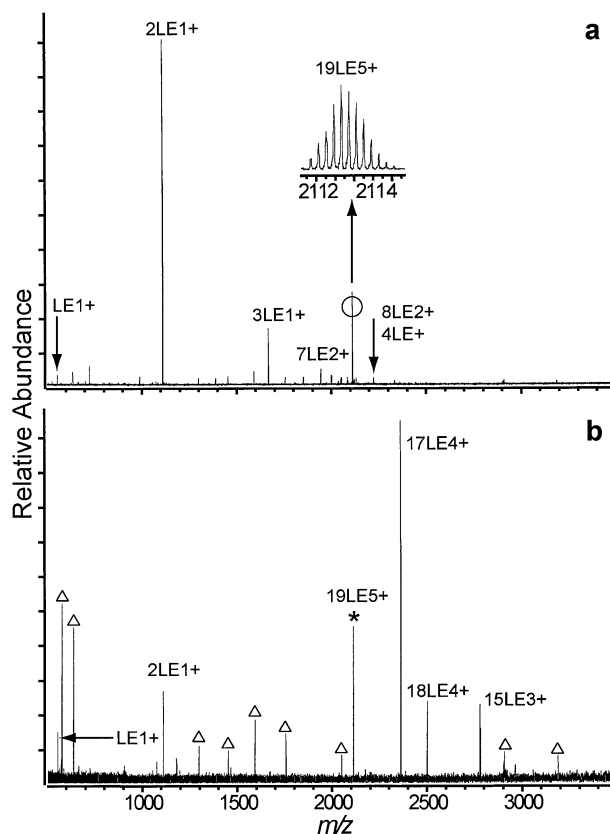 a
2LE1+
19LE5+
2112 2114
LE1+
3LE1+
7LE2+
8LE2+
4LE+
Relative Abundance
b
17LE4+
19LE5+
*
2LE1+
18LE4+
15LE3+
LE1+
1000 1500 2000 2500 3000
m/z